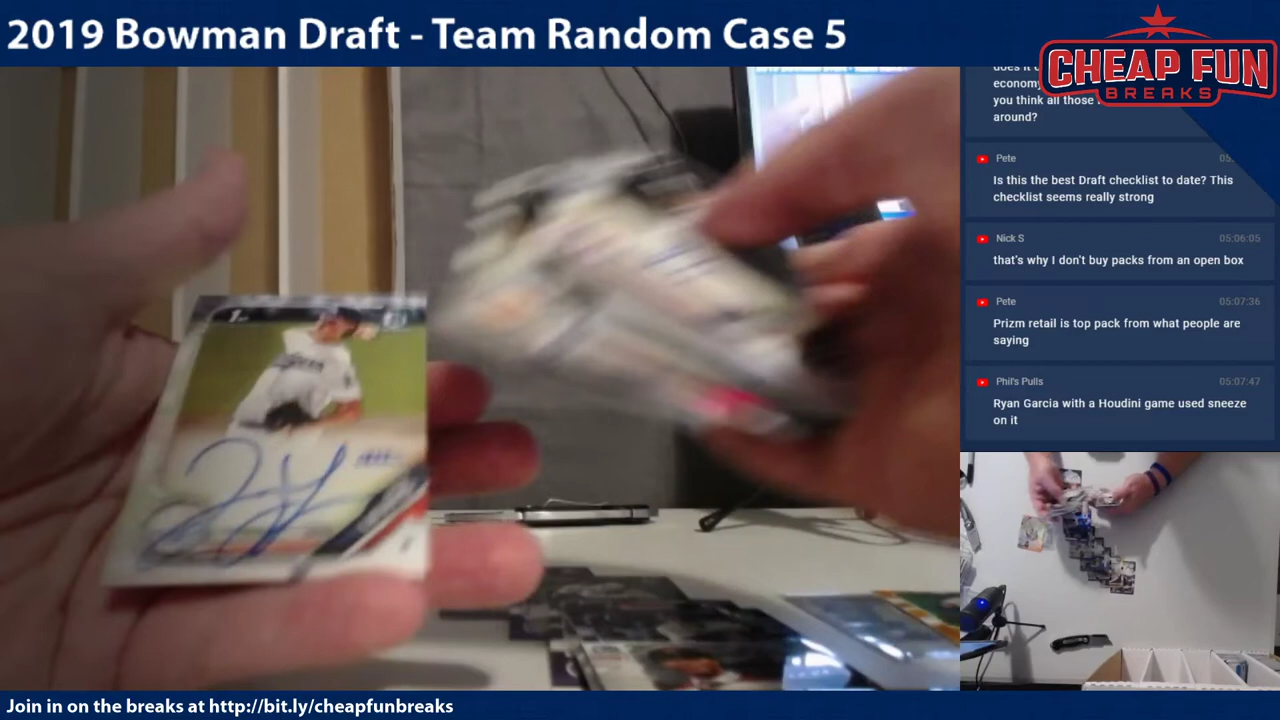 2019 Bowman Draft - Team Random Case 5
CHEAP FUN
BREAKS
economy
you think all those
around?
Pete
Is this the best Draft checklist to date? This
checklist seems really strong
Nick S 05:06:05
that's why I don't buy packs from an open box
Pete 05:07:36
Prizm retail is top pack from what people are
saying
Phil's Pulls 05:07:47
Ryan Garcia with a Houdini game used sneeze
on it
1st
Join in on the breaks at http://bit.ly/cheapfunbreaks